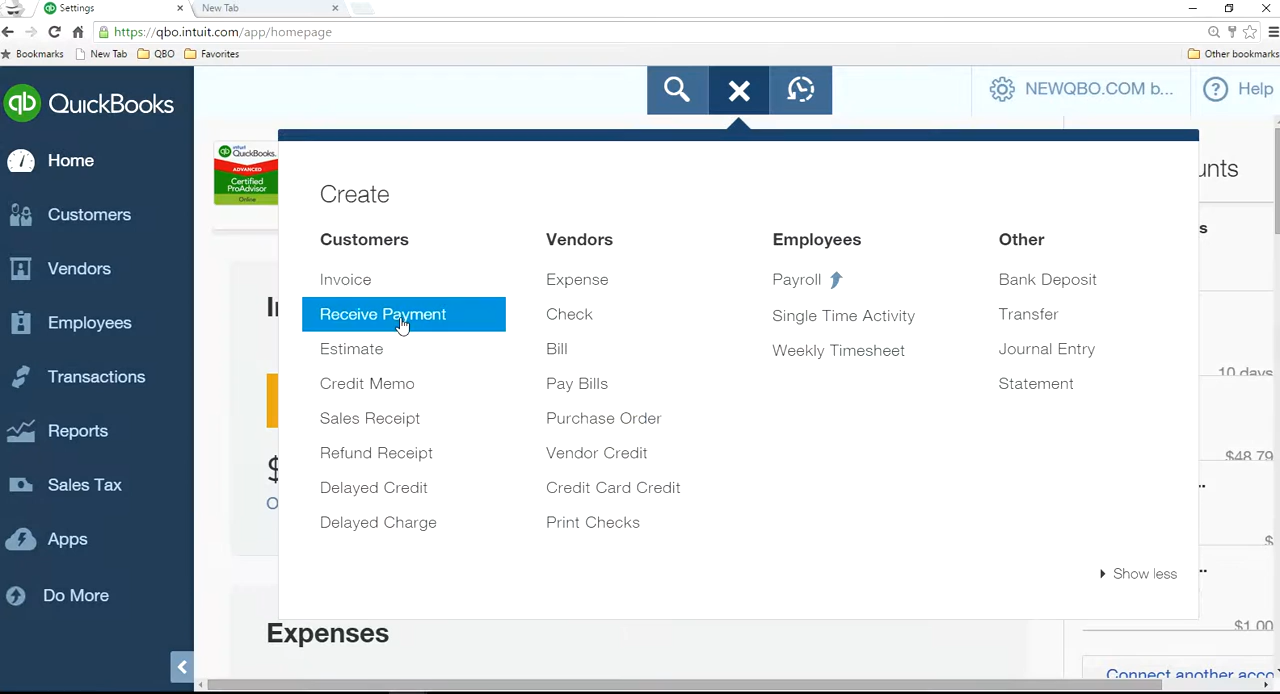 Settings
New Tab
https://qbo.intuit.com/app/homepage
Bookmarks
New Tab
QBO
Favorites
Other bookmarks
qb QuickBooks
NEWQBO.COM b...
Help
Home
Customers
Vendors
Employees
Transactions
Reports
Sales Tax
Apps
Do More
intuit
QuickBooks.
ADVANCED
Certified
ProAdvisor
Online
Create
Customers
Invoice
Receive Payment
Estimate
Credit Memo
Sales Receipt
Refund Receipt
Delayed Credit
Delayed Charge
Vendors
Expense
Check
Bill
Pay Bills
Purchase Order
Vendor Credit
Credit Card Credit
Print Checks
Employees
Payroll
Single Time Activity
Weekly Timesheet
Other
Bank Deposit
Transfer
Journal Entry
Statement
Show less
$
Expenses
unts
s
10 days
$48.79
..
$
..
$1.00
Connect another acco